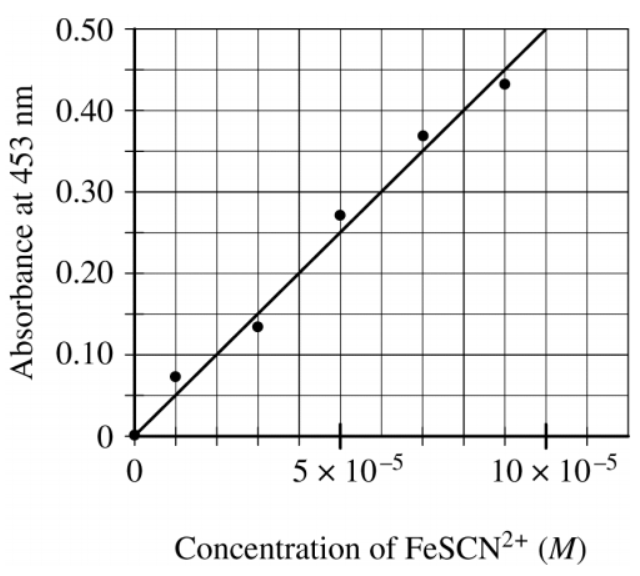 0.50
0.40
0.30
0.20
0.10
0
0
5 × 10⁻⁵
10 × 10⁻⁵
Absorbance at 453 nm
Concentration of FeSCN²⁺ (M)